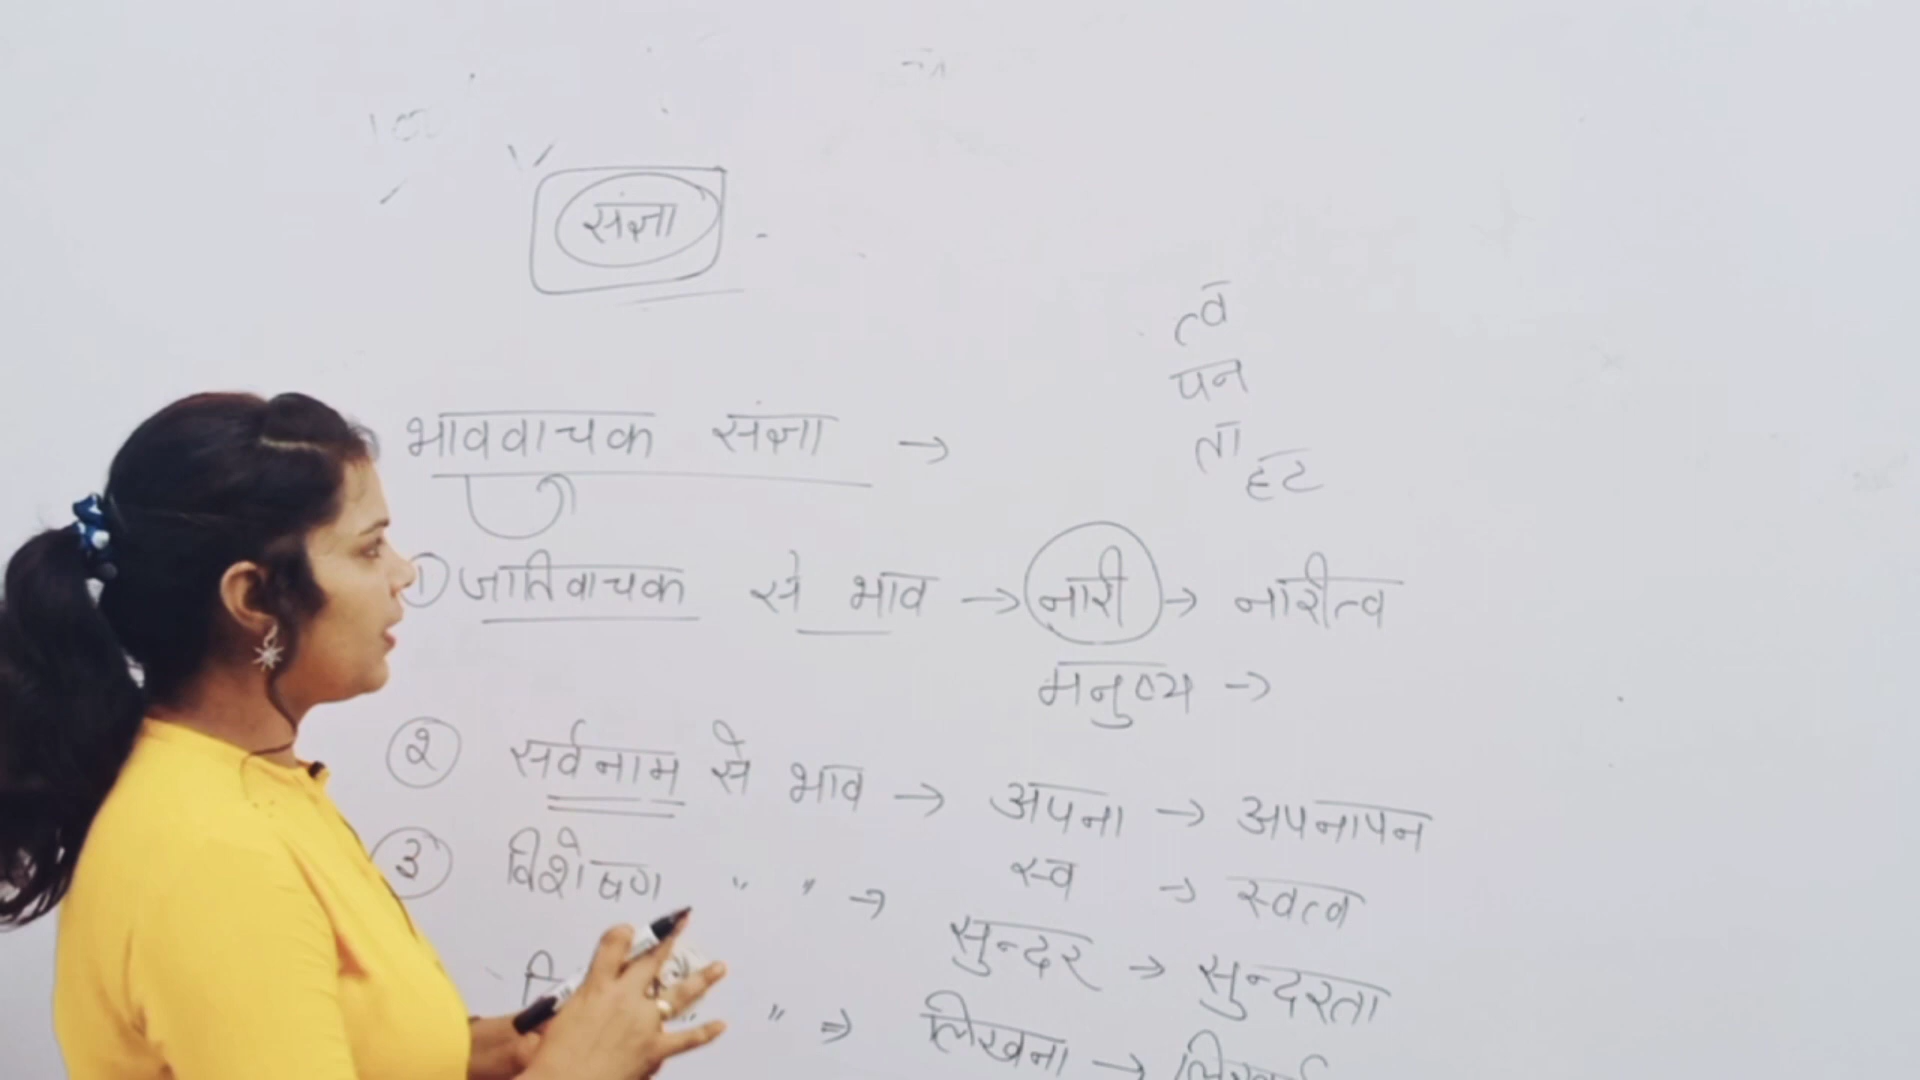 संज्ञा
त्व
पन
ता
हट
भाववाचक संज्ञा →
① जातिवाचक से भाव → नारी → नारीत्व
मनुष्य →
② सर्वनाम से भाव → अपना → अपनापन
स्व → स्वत्व
③ विशेषण " " → सुन्दर → सुन्दरता
" " ⇒ लिखना →